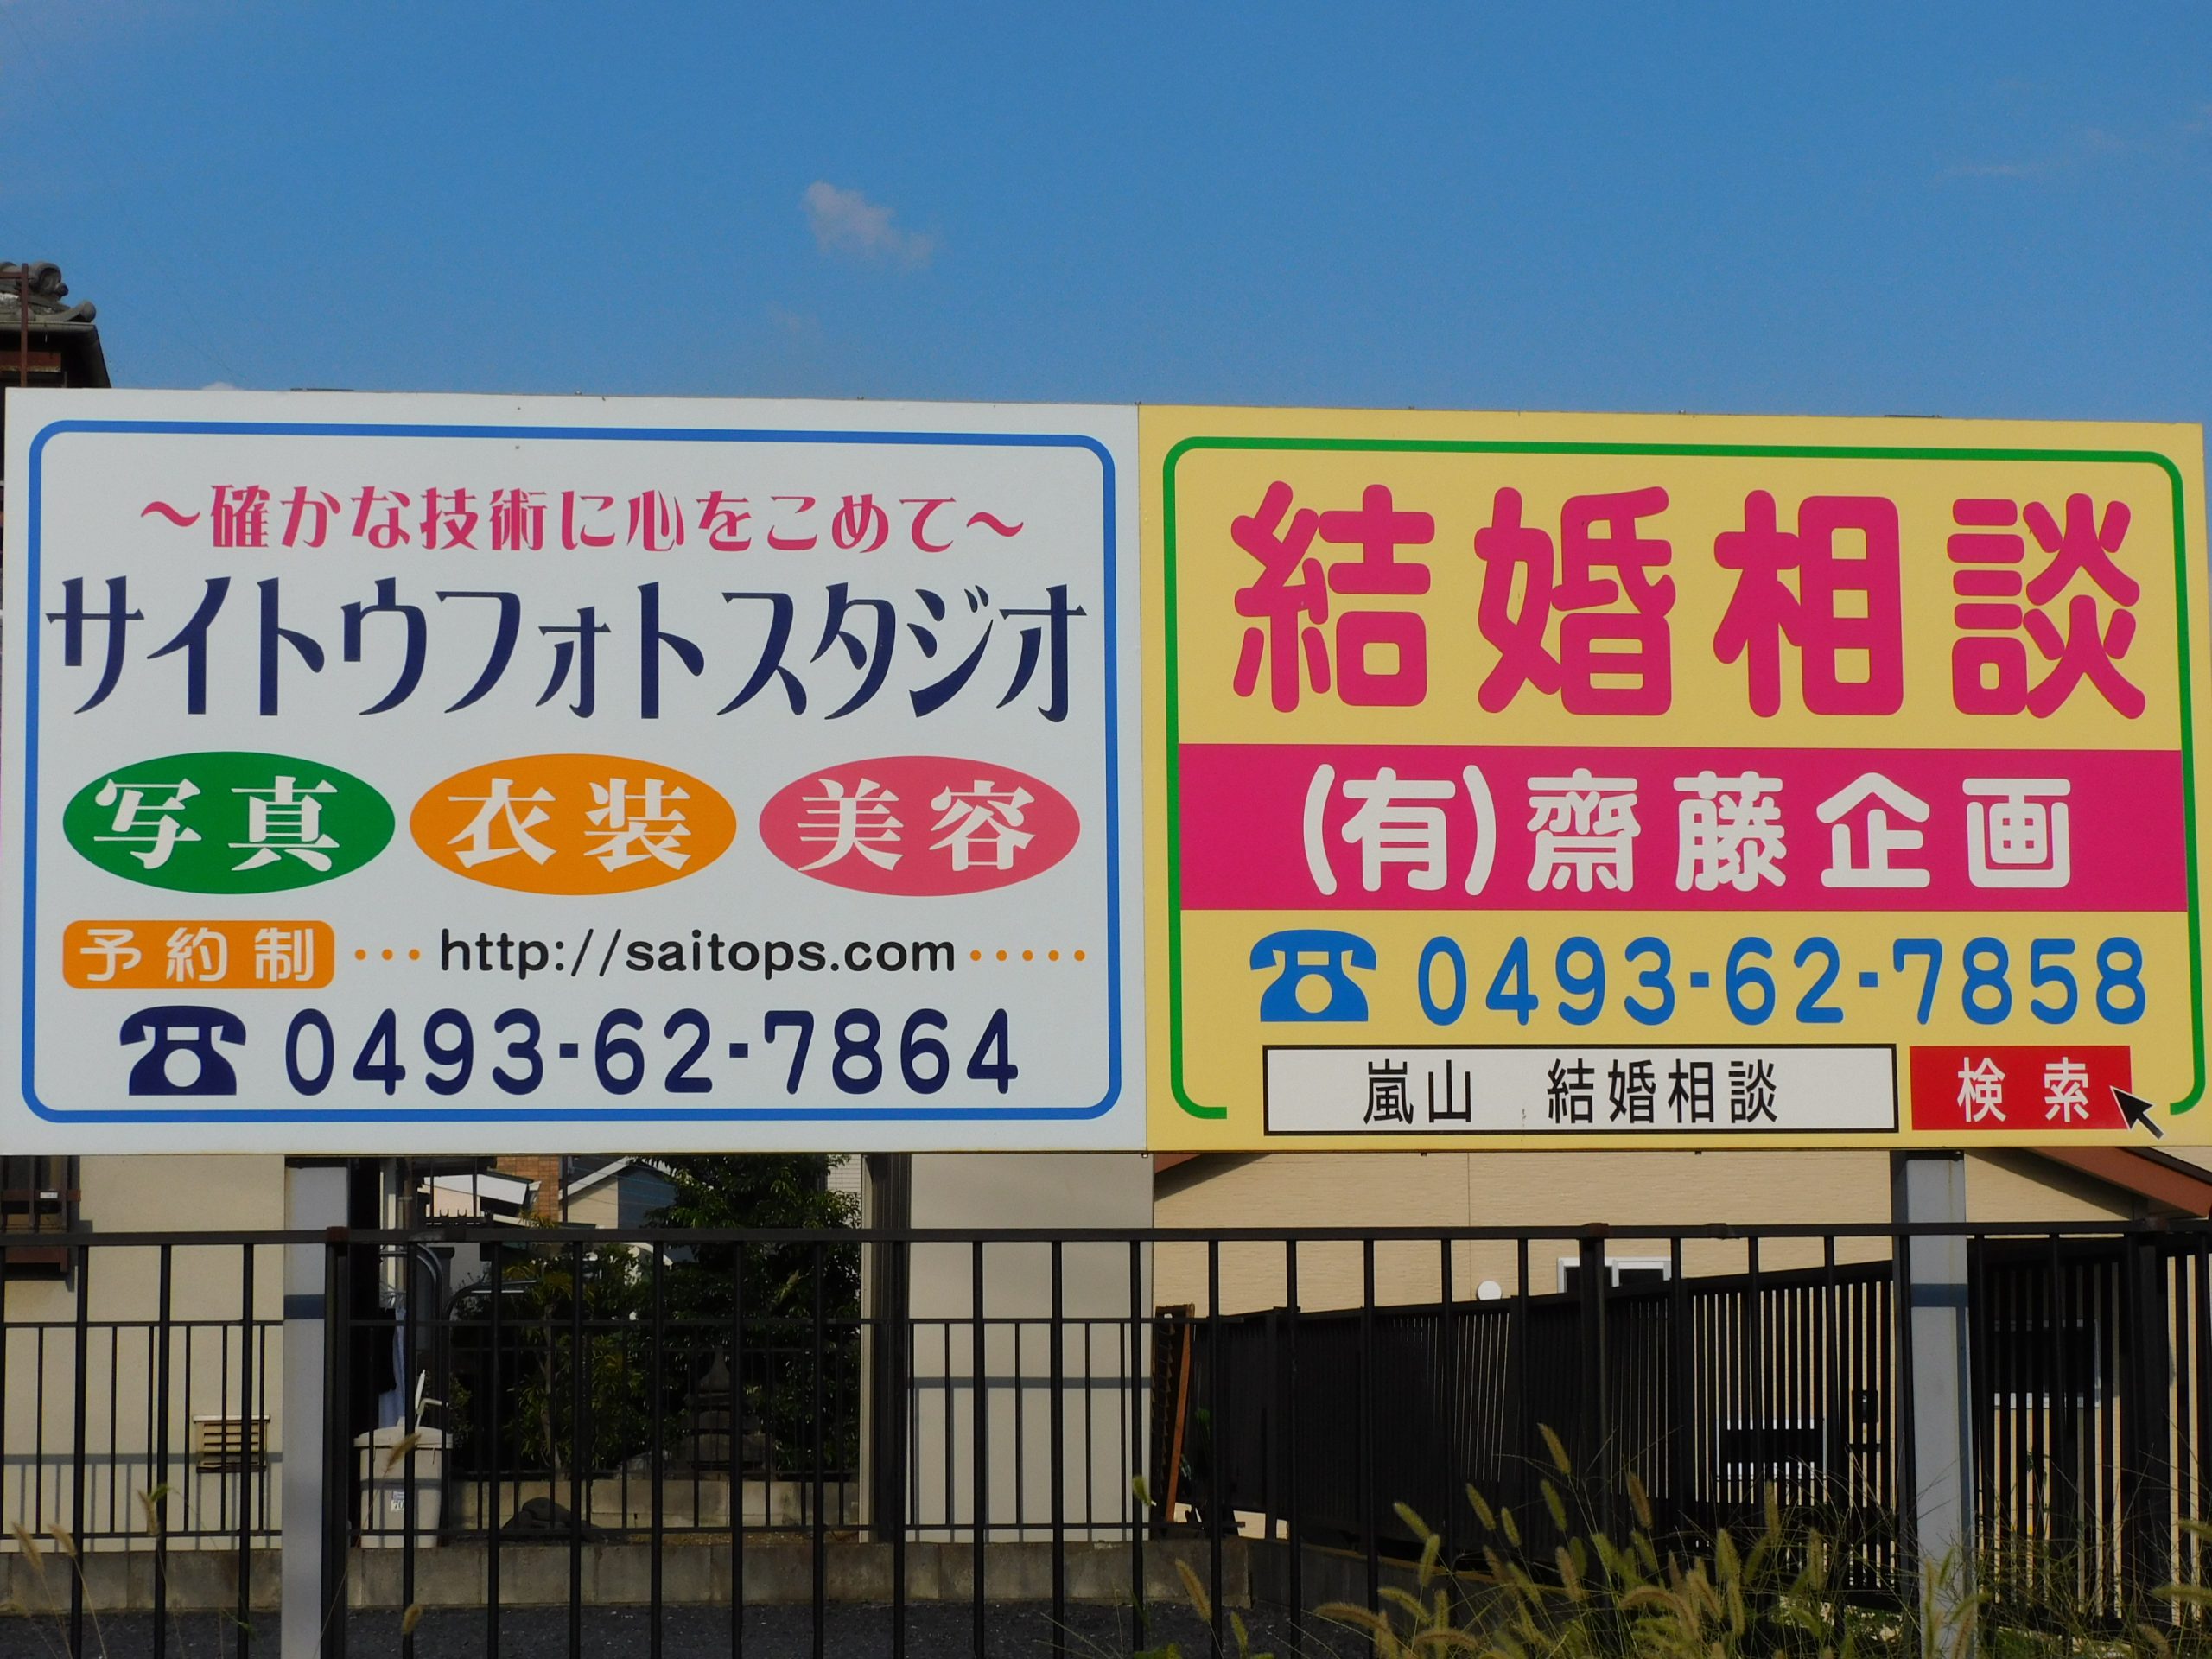 ～確かな技術に心をこめて～
サイトウフォトスタジオ
写真 衣装 美容
予約制 ･･･ http://saitops.com ･････
☎ 0493-62-7864
結婚相談
(有)齋藤企画
☎ 0493-62-7858
嵐山 結婚相談 検索